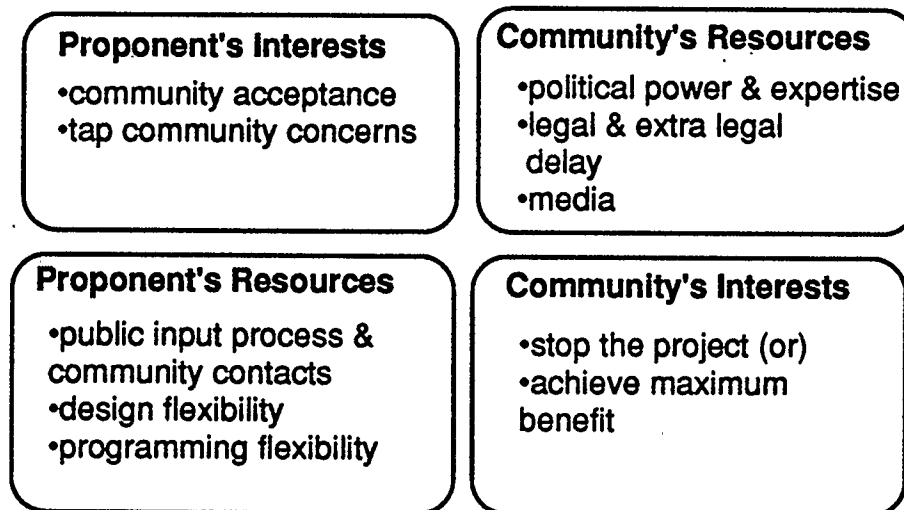 Proponent's Interests
•community acceptance
•tap community concerns
Community's Resources
•political power & expertise
•legal & extra legal
delay
•media
Proponent's Resources
•public input process &
community contacts
•design flexibility
•programming flexibility
Community's Interests
•stop the project (or)
•achieve maximum
benefit